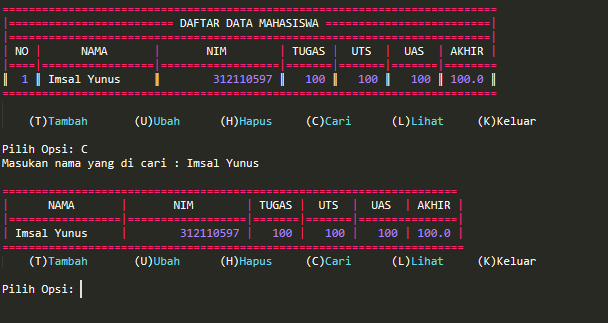 DAFTAR DATA MAHASISWA
| NO | NAMA | NIM | TUGAS | UTS | UAS | AKHIR |
| 1 | Imsal Yunus | 312110597 | 100 | 100 | 100 | 100.0 |
(T)Tambah (U)Ubah (H)Hapus (C)Cari (L)Lihat (K)Keluar
Pilih Opsi: C
Masukan nama yang di cari : Imsal Yunus
| NAMA | NIM | TUGAS | UTS | UAS | AKHIR |
| Imsal Yunus | 312110597 | 100 | 100 | 100 | 100.0 |
(T)Tambah (U)Ubah (H)Hapus (C)Cari (L)Lihat (K)Keluar
Pilih Opsi: